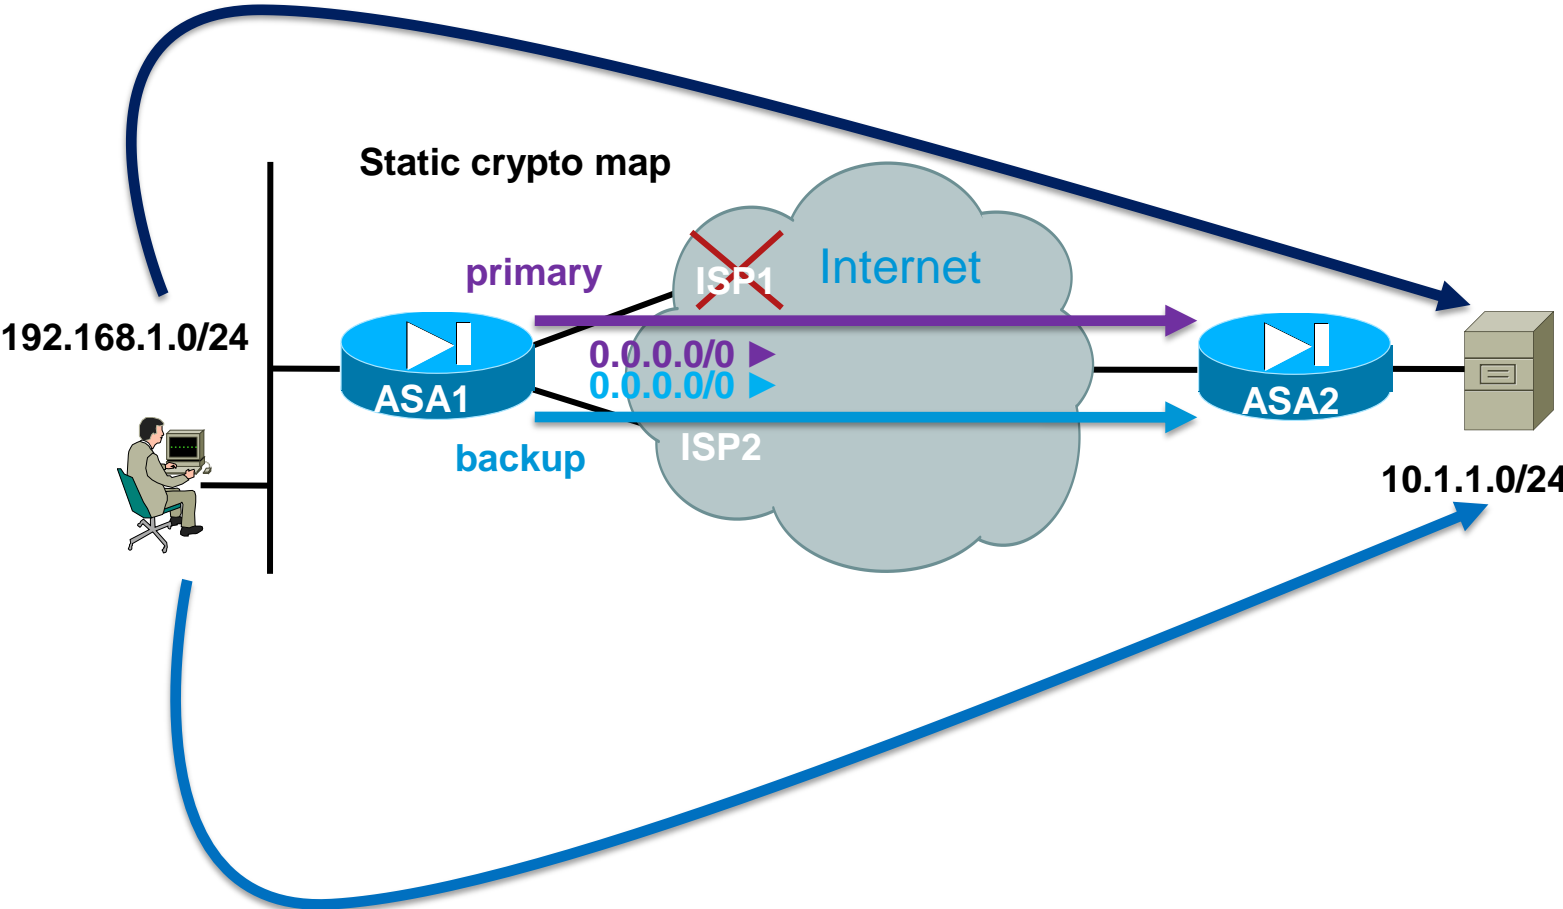 Static crypto map
primary
ISP1
Internet
192.168.1.0/24
0.0.0.0/0
0.0.0.0/0
ASA1
ASA2
backup
ISP2
10.1.1.0/24